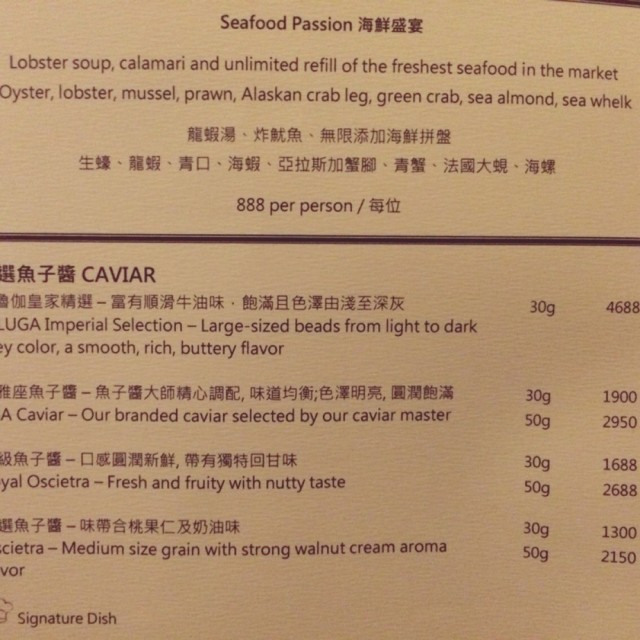 Seafood Passion 海鮮盛宴
Lobster soup, calamari and unlimited refill of the freshest seafood in the market
Oyster, lobster, mussel, prawn, Alaskan crab leg, green crab, sea almond, sea whelk
龍蝦湯、炸魷魚、無限添加海鮮拼盤
生蠔、龍蝦、青口、海蝦、亞拉斯加蟹腳、青蟹、法國大蜆、海螺
888 per person / 每位
選魚子醬 CAVIAR
魯伽皇家精選 – 富有順滑牛油味，飽滿且色澤由淺至深灰 30g 4688
LUGA Imperial Selection – Large-sized beads from light to dark
ey color, a smooth, rich, buttery flavor
雅座魚子醬 – 魚子醬大師精心調配, 味道均衡;色澤明亮, 圓潤飽滿 30g 1900
A Caviar – Our branded caviar selected by our caviar master 50g 2950
級魚子醬 – 口感圓潤新鮮, 帶有獨特回甘味 30g 1688
yal Oscietra – Fresh and fruity with nutty taste 50g 2688
選魚子醬 – 味帶合桃果仁及奶油味 30g 1300
scietra – Medium size grain with strong walnut cream aroma 50g 2150
vor
Signature Dish